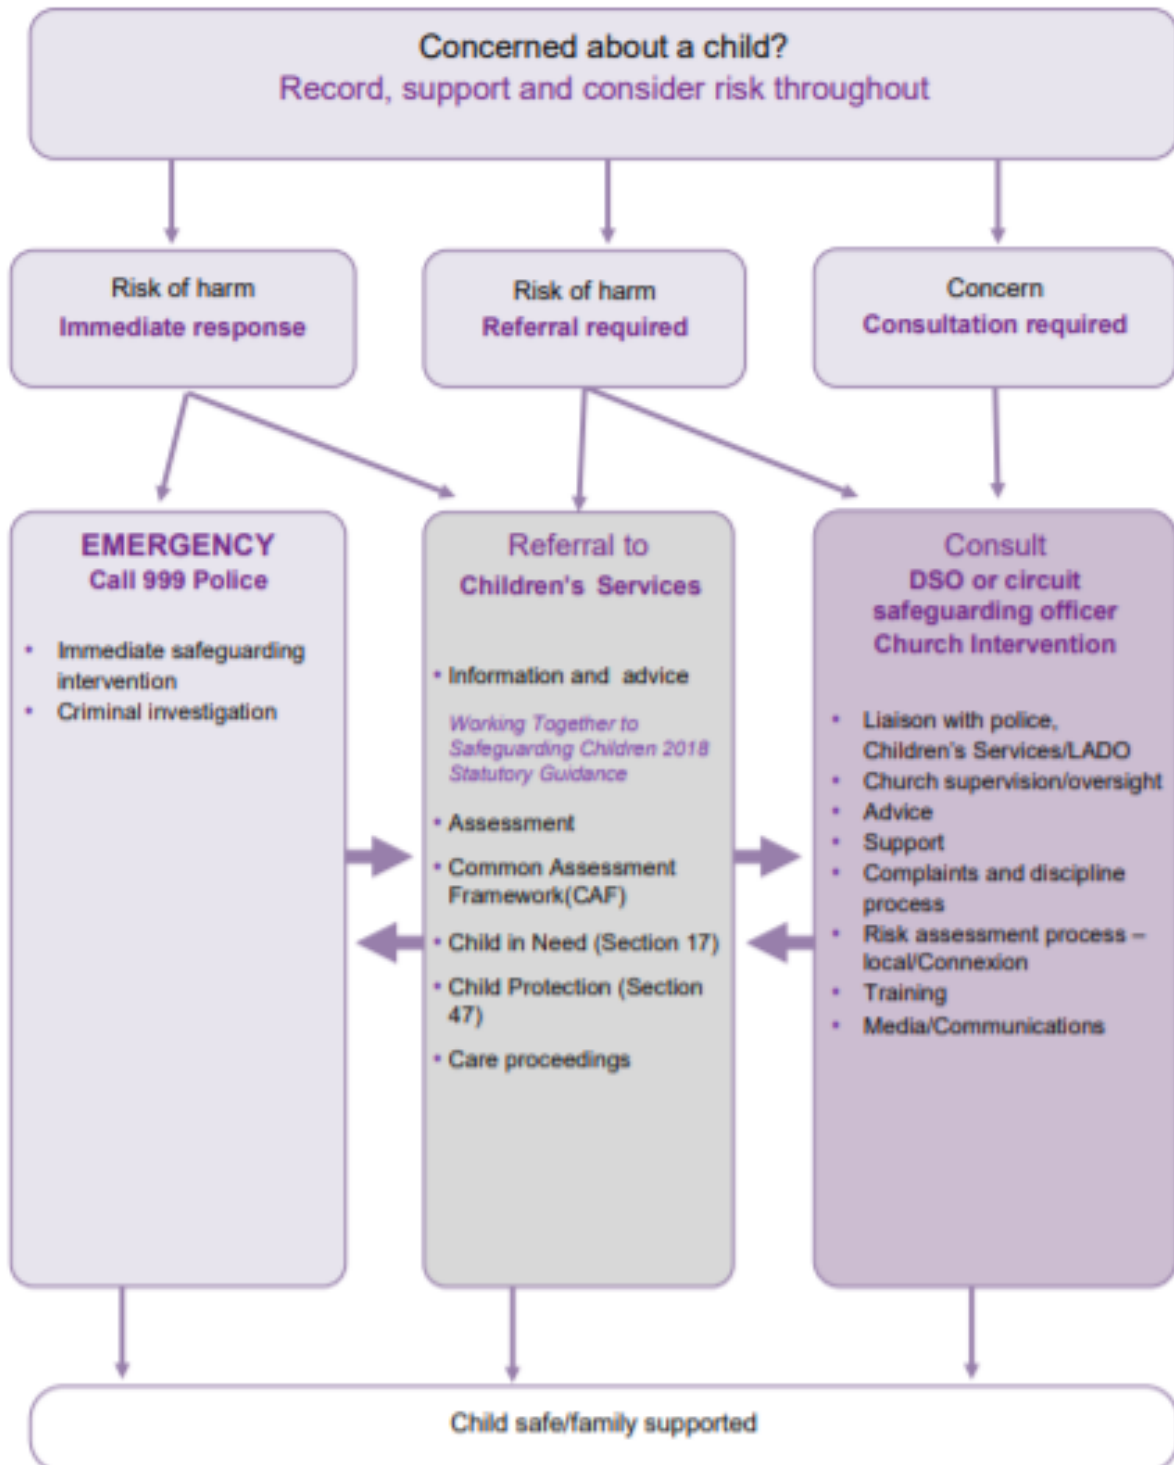 Concerned about a child?
Record, support and consider risk throughout
Risk of harm
Immediate response
Risk of harm
Referral required
Concern
Consultation required
EMERGENCY
Call 999 Police
• Immediate safeguarding
intervention
• Criminal investigation
Referral to
Children's Services
• Information and advice
Working Together to
Safeguarding Children 2018
Statutory Guidance
• Assessment
• Common Assessment
Framework(CAF)
• Child in Need (Section 17)
• Child Protection (Section
47)
• Care proceedings
Consult
DSO or circuit
safeguarding officer
Church Intervention
• Liaison with police,
Children's Services/LADO
• Church supervision/oversight
• Advice
• Support
• Complaints and discipline
process
• Risk assessment process –
local/Connexion
• Training
• Media/Communications
Child safe/family supported